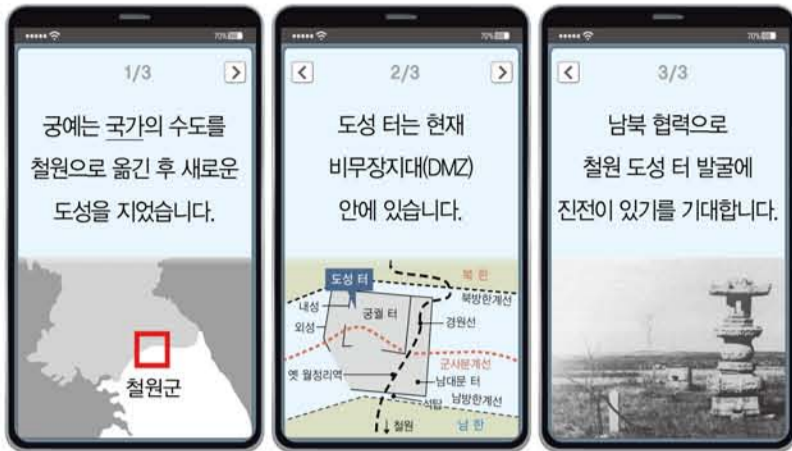 70%
1/3
궁예는 국가의 수도를
철원으로 옮긴 후 새로운
도성을 지었습니다.
철원군
70%
2/3
도성 터는 현재
비무장지대(DMZ)
안에 있습니다.
도성 터
북 한
내성
북방한계선
궁궐 터
외성
경원선
군사분계선
옛 월정리역
남대문 터
석탑
남방한계선
↓ 철원
남 한
70%
3/3
남북 협력으로
철원 도성 터 발굴에
진전이 있기를 기대합니다.